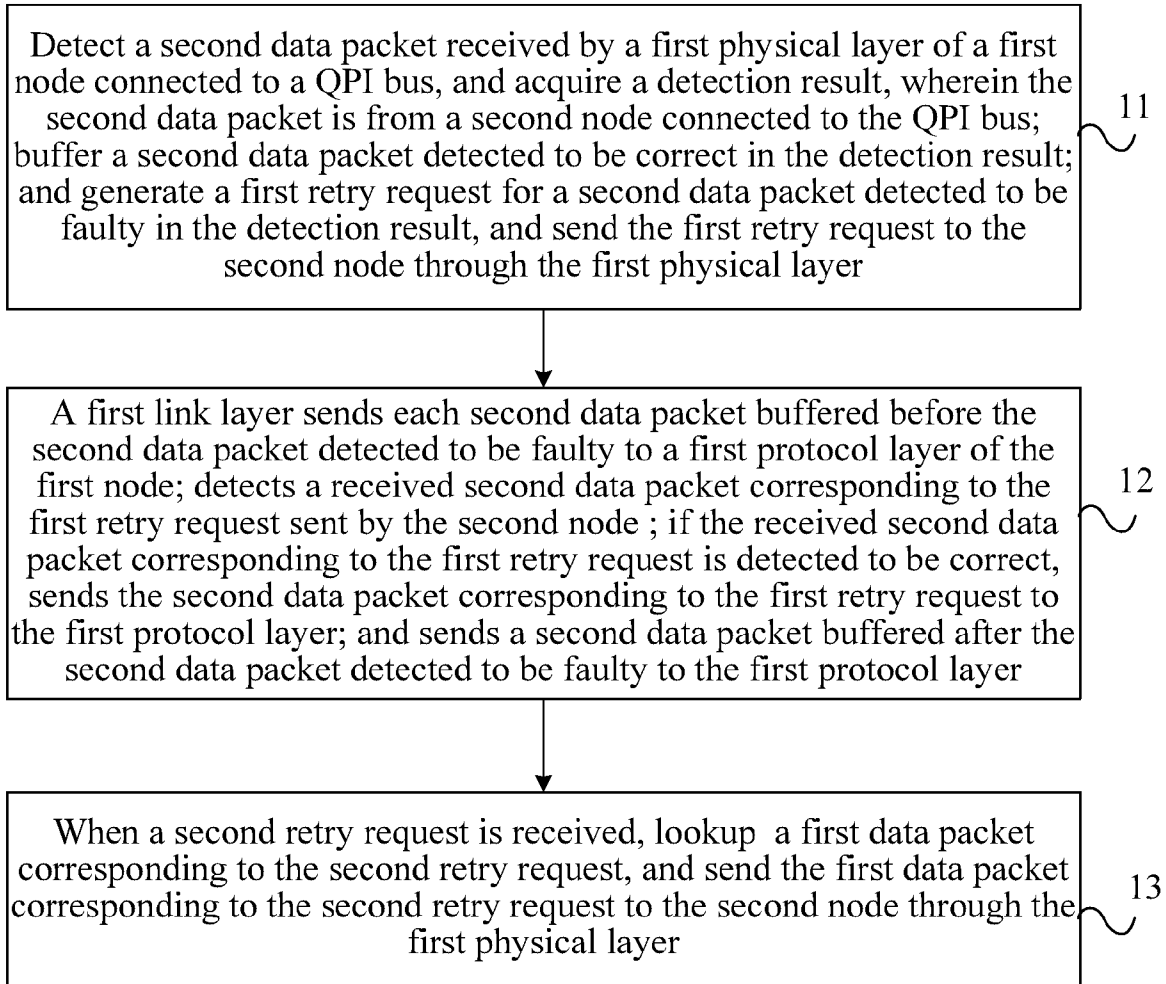 Detect a second data packet received by a first physical layer of a first
node connected to a QPI bus, and acquire a detection result, wherein the
second data packet is from a second node connected to the QPI bus;
buffer a second data packet detected to be correct in the detection result;
and generate a first retry request for a second data packet detected to be
faulty in the detection result, and send the first retry request to the
second node through the first physical layer
11
A first link layer sends each second data packet buffered before the
second data packet detected to be faulty to a first protocol layer of the
first node; detects a received second data packet corresponding to the
first retry request sent by the second node ; if the received second data
packet corresponding to the first retry request is detected to be correct,
sends the second data packet corresponding to the first retry request to
the first protocol layer; and sends a second data packet buffered after the
second data packet detected to be faulty to the first protocol layer
12
When a second retry request is received, lookup a first data packet
corresponding to the second retry request, and send the first data packet
corresponding to the second retry request to the second node through the
first physical layer
13